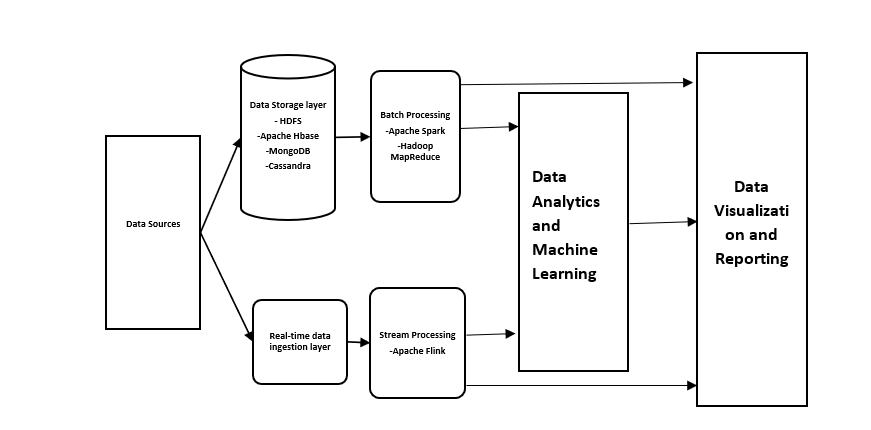 Data Sources
Data Storage layer
- HDFS
-Apache Hbase
-MongoDB
-Cassandra
Batch Processing
-Apache Spark
-Hadoop
MapReduce
Real-time data
ingestion layer
Stream Processing
-Apache Flink
Data
Analytics
and
Machine
Learning
Data
Visualizati
on and
Reporting